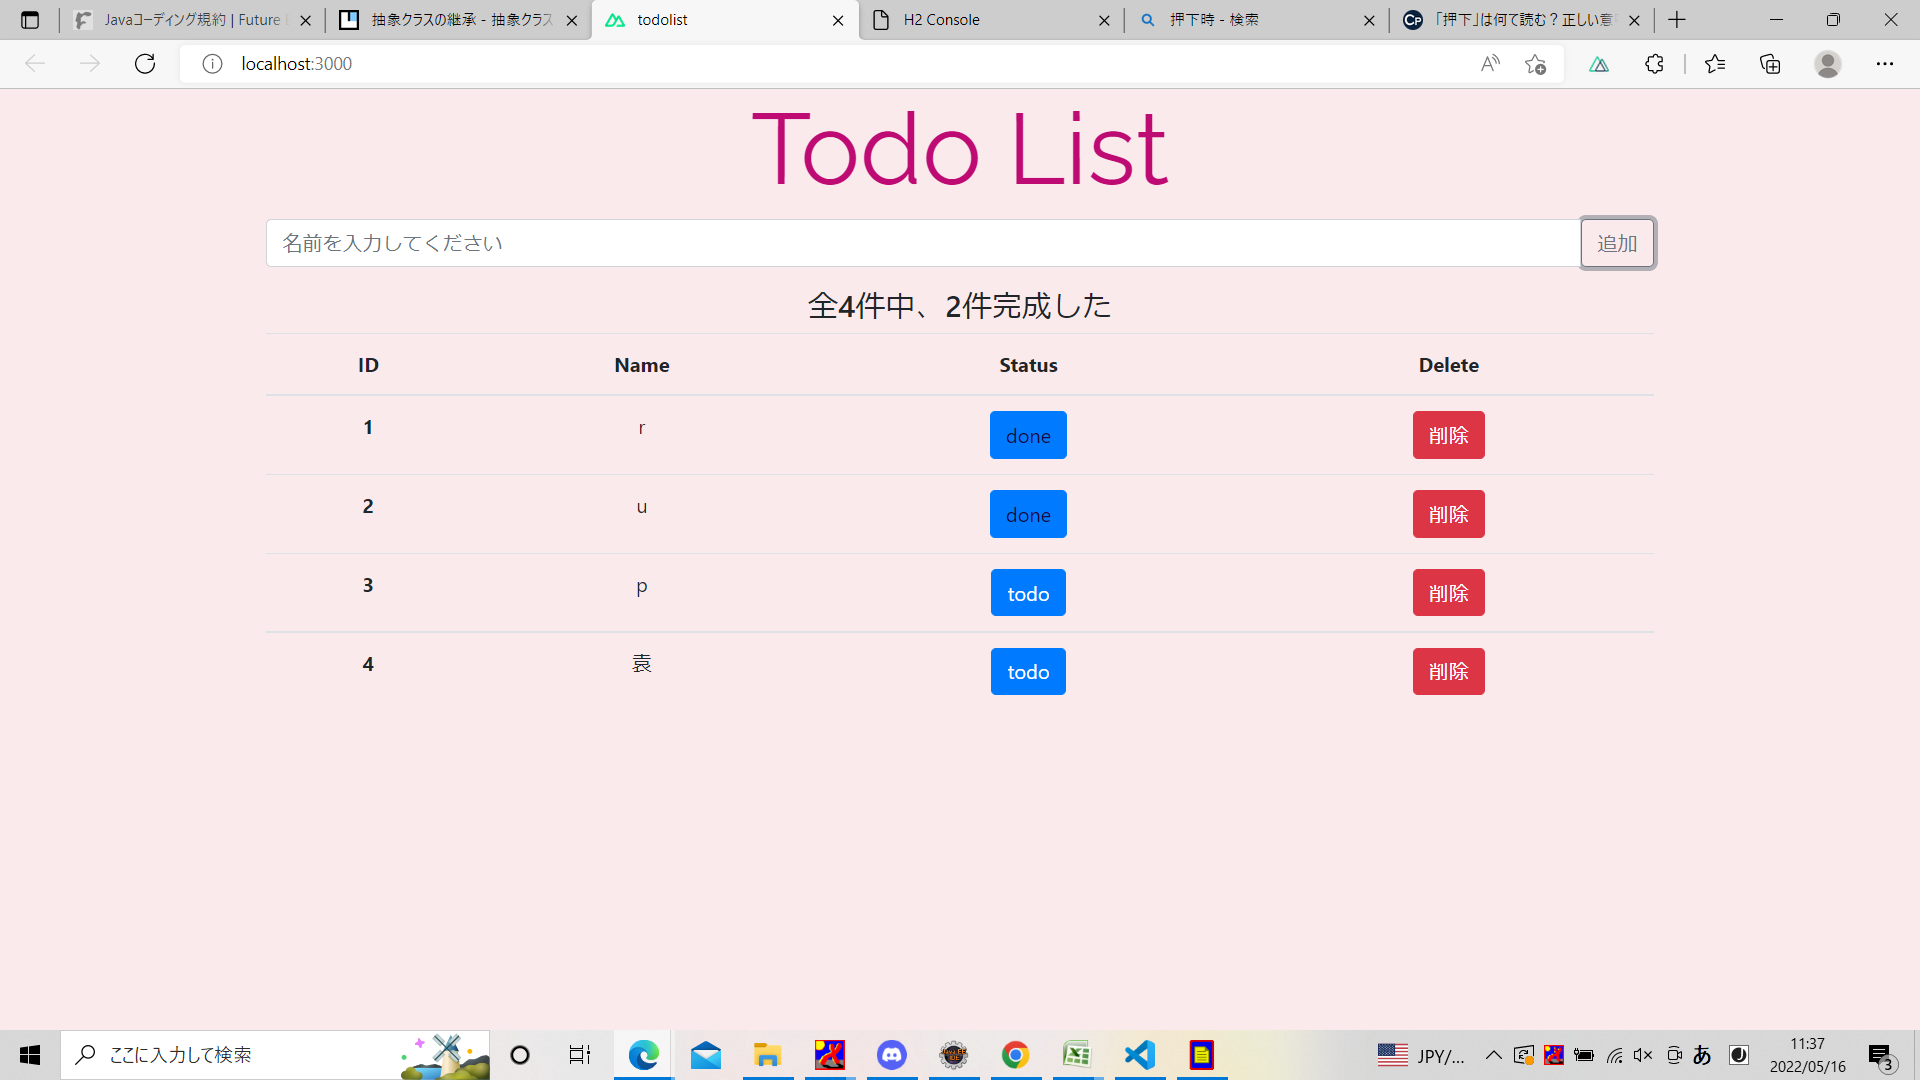 Javaコーディング規約 | Future
抽象クラスの継承 - 抽象クラス
todolist
H2 Console
押下時 - 検索
「押下」は何て読む？正しい意
localhost:3000
Todo List
名前を入力してください
追加
全4件中、2件完成した
ID Name Status Delete
1 r done 削除
2 u done 削除
3 p todo 削除
4 袁 todo 削除
ここに入力して検索
JPY/...
あ
11:37
2022/05/16
3